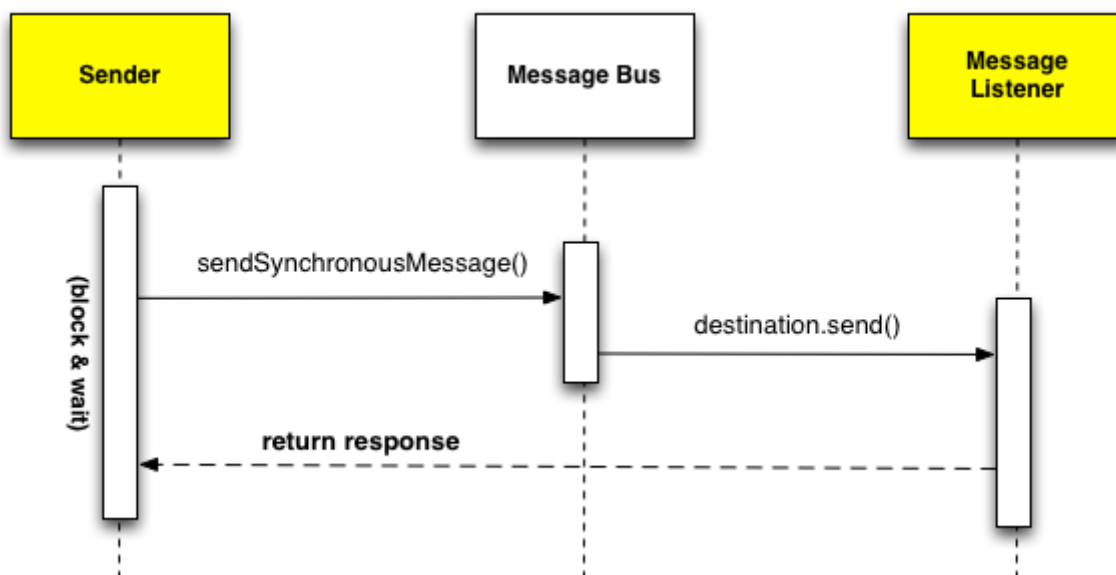 Sender
Message Bus
Message
Listener
sendSynchronousMessage()
destination.send()
(block & wait)
return response